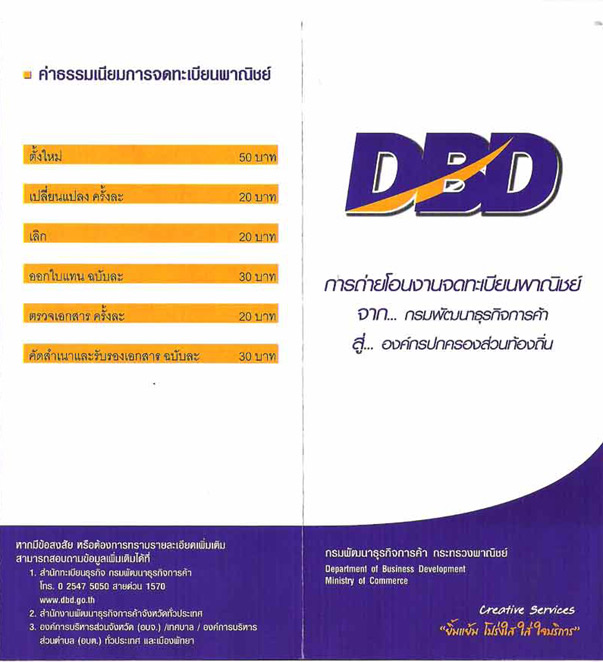 ค่าธรรมเนียมการจดทะเบียนพาณิชย์
ตั้งใหม่ 50 บาท
เปลี่ยนแปลง ครั้งละ 20 บาท
เลิก 20 บาท
ออกใบแทน ฉบับละ 30 บาท
ตรวจเอกสาร ครั้งละ 20 บาท
คัดสำเนาและรับรองเอกสาร ฉบับละ 30 บาท
หากมีข้อสงสัย หรือต้องการทราบรายละเอียดเพิ่มเติม
สามารถสอบถามข้อมูลเพิ่มเติมได้ที่
1. สำนักทะเบียนธุรกิจ กรมพัฒนาธุรกิจการค้า
โทร. 0 2547 5050 สายด่วน 1570
www.dbd.go.th
2. สำนักงานพัฒนาธุรกิจการค้าจังหวัดทั่วประเทศ
3. องค์การบริหารส่วนจังหวัด (อบจ.) /เทศบาล / องค์การบริหาร
ส่วนตำบล (อบต.) ทั่วประเทศ และเมืองพัทยา
DBD
การถ่ายโอนงานจดทะเบียนพาณิชย์
จาก... กรมพัฒนาธุรกิจการค้า
สู่... องค์กรปกครองส่วนท้องถิ่น
กรมพัฒนาธุรกิจการค้า กระทรวงพาณิชย์
Department of Business Development
Ministry of Commerce
Creative Services
"ยิ้มแย้ม โปร่งใส ใส่ใจบริการ"